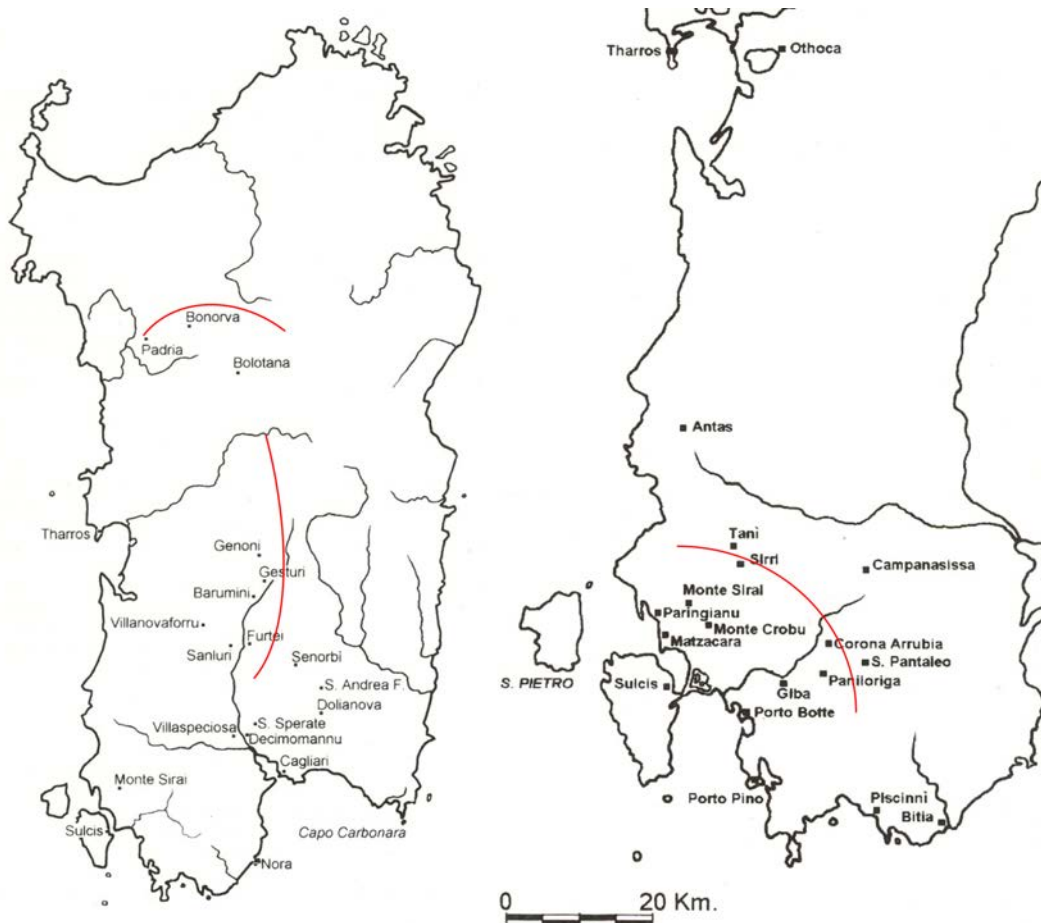 Bonorva
Padria
Bolotana
Tharros
Genoni
Gesturi
Barumini
Villanovaforru
Furtei
Sanluri
Senorbi
S. Andrea F.
Dolianova
S. Sperate
Villaspeciosa
Decimomannu
Cagliari
Monte Sirai
Sulcis
Capo Carbonara
Nora
Tharros
Othoca
Antas
Tani
Sirri
Campanasissa
Monte Sirai
Paringianu
Monte Crobu
Matzacara
Corona Arrubia
S. Pantaleo
Paniloriga
S. PIETRO
Sulcis
Giba
Porto Botte
Porto Pino
Piscinni
Bitia
0 20 Km.